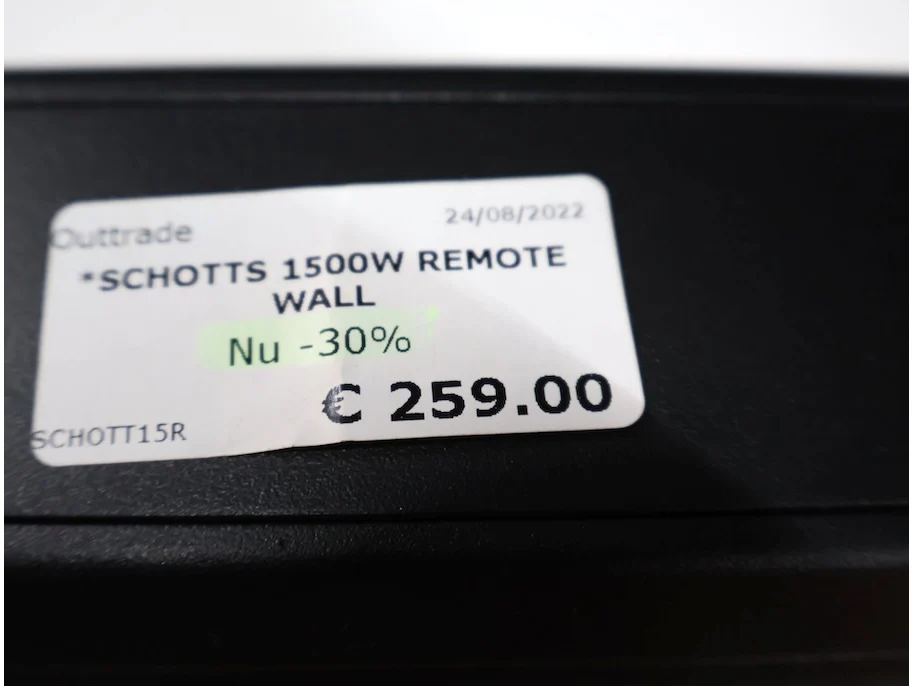 Outtrade
24/08/2022
*SCHOTTS 1500W REMOTE
WALL
Nu -30%
€ 259.00
SCHOTT15R